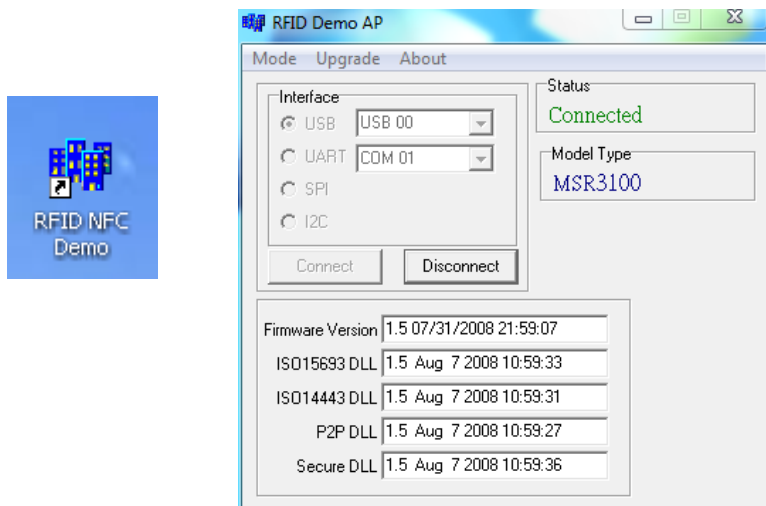 RFID NFC
Demo
RFID Demo AP
Mode Upgrade About
Interface
USB USB 00
UART COM 01
SPI
I2C
Connect Disconnect
Status
Connected
Model Type
MSR3100
Firmware Version 1.5 07/31/2008 21:59:07
ISO15693 DLL 1.5 Aug 7 2008 10:59:33
ISO14443 DLL 1.5 Aug 7 2008 10:59:31
P2P DLL 1.5 Aug 7 2008 10:59:27
Secure DLL 1.5 Aug 7 2008 10:59:36